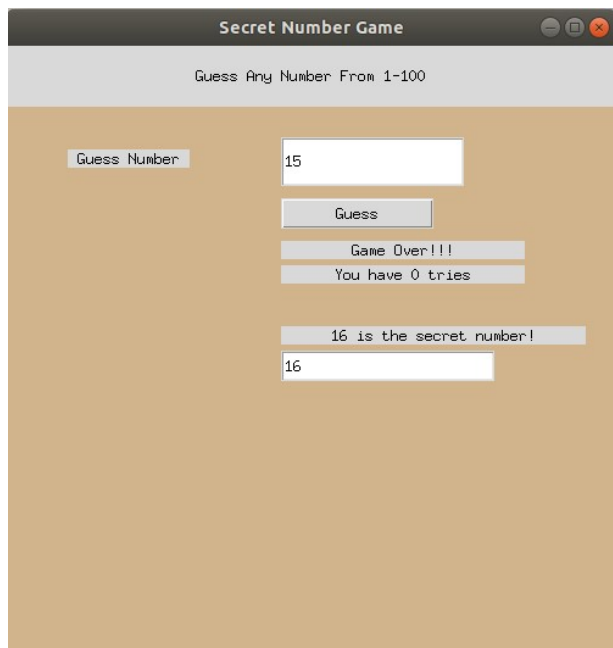 Secret Number Game
Guess Any Number From 1-100
Guess Number
15
Guess
Game Over!!!
You have 0 tries
16 is the secret number!
16